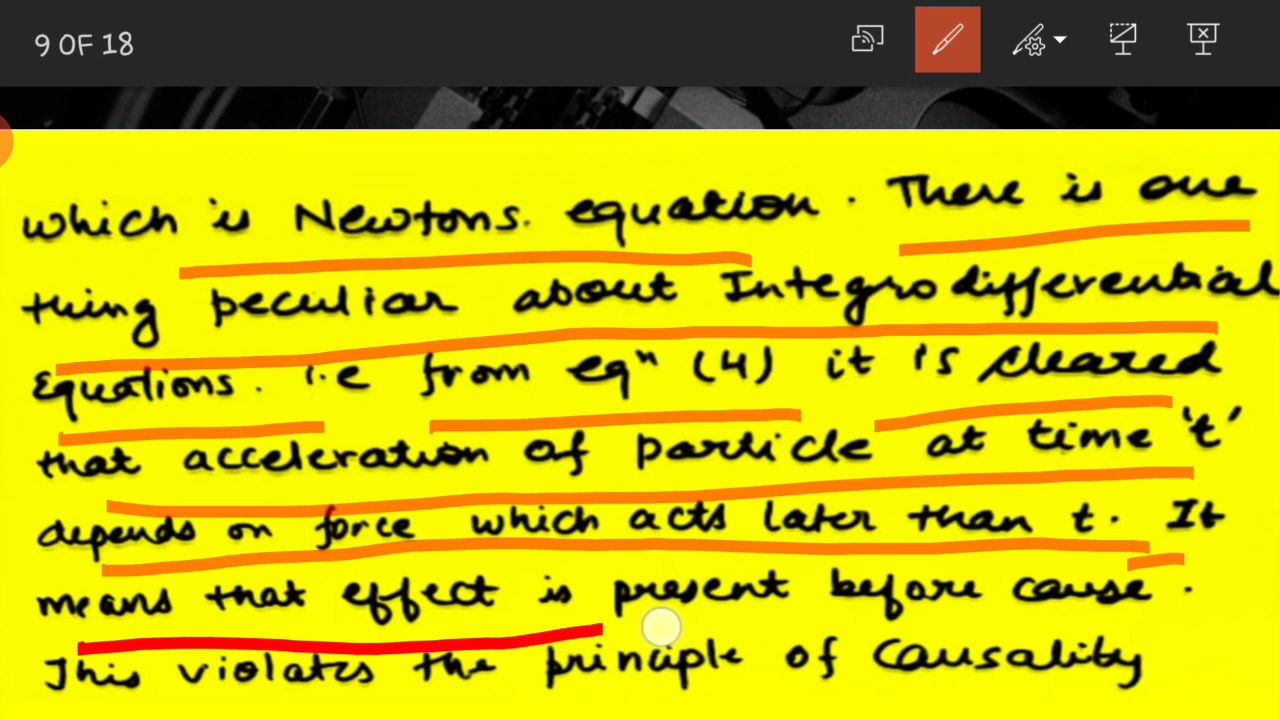 9 OF 18
which is Newtons. equation. There is one
thing peculiar about Integrodifferential
Equations. i.e from eqⁿ (4) it is cleared
that acceleration of particle at time 't'
depends on force which acts later than t. It
means that effect is present before cause.
This violates the principle of Causality